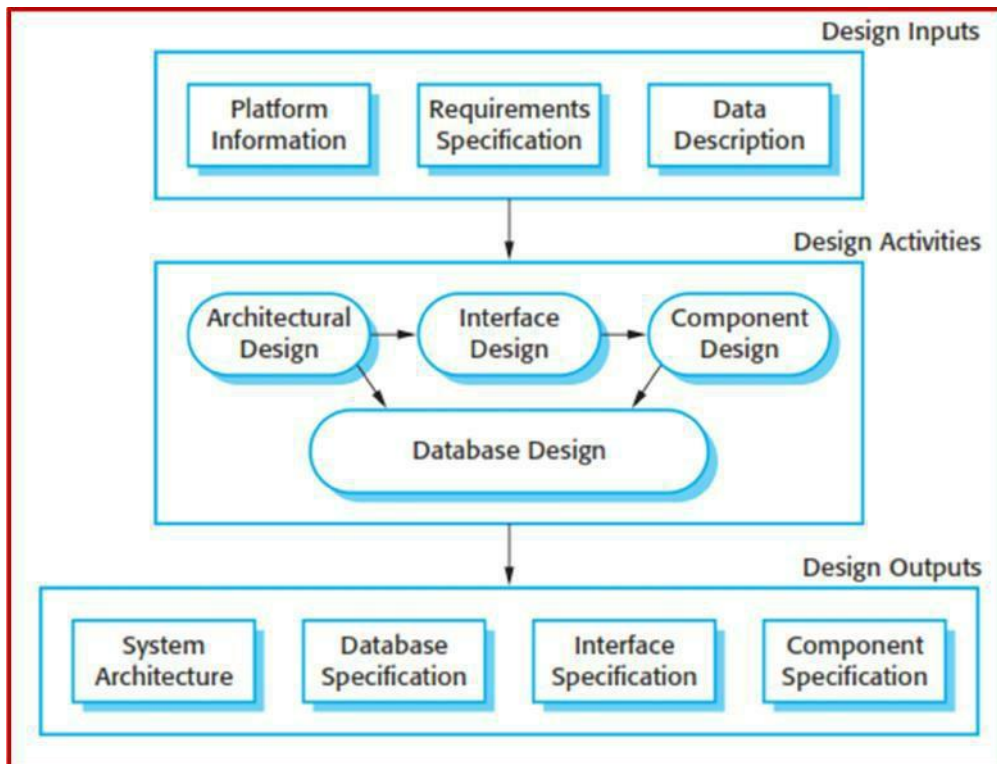 Design Inputs
Platform
Information
Requirements
Specification
Data
Description
Design Activities
Architectural
Design
Interface
Design
Component
Design
Database Design
Design Outputs
System
Architecture
Database
Specification
Interface
Specification
Component
Specification